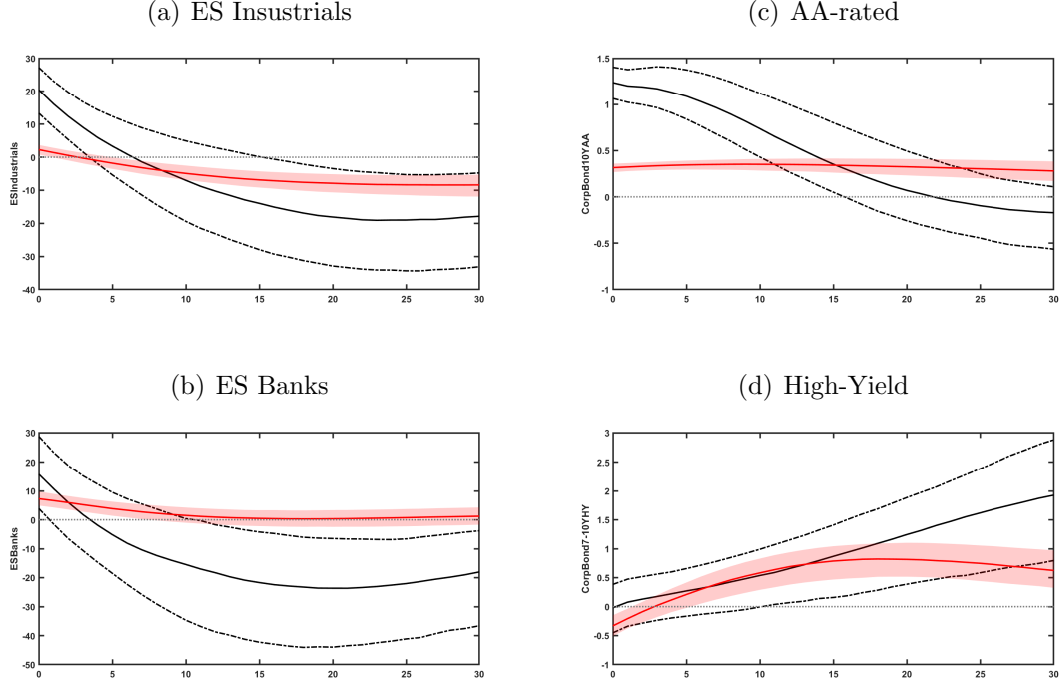 (a) ES Insustrials
ESIndustrials
30
20
10
0
-10
-20
-30
-40
0 5 10 15 20 25 30
(c) AA-rated
CorpBond10YAA
1.5
1
0.5
0
-0.5
-1
0 5 10 15 20 25 30
(b) ES Banks
ESBanks
30
20
10
0
-10
-20
-30
-40
-50
0 5 10 15 20 25 30
(d) High-Yield
CorpBond7-10YHY
3
2.5
2
1.5
1
0.5
0
-0.5
-1
0 5 10 15 20 25 30